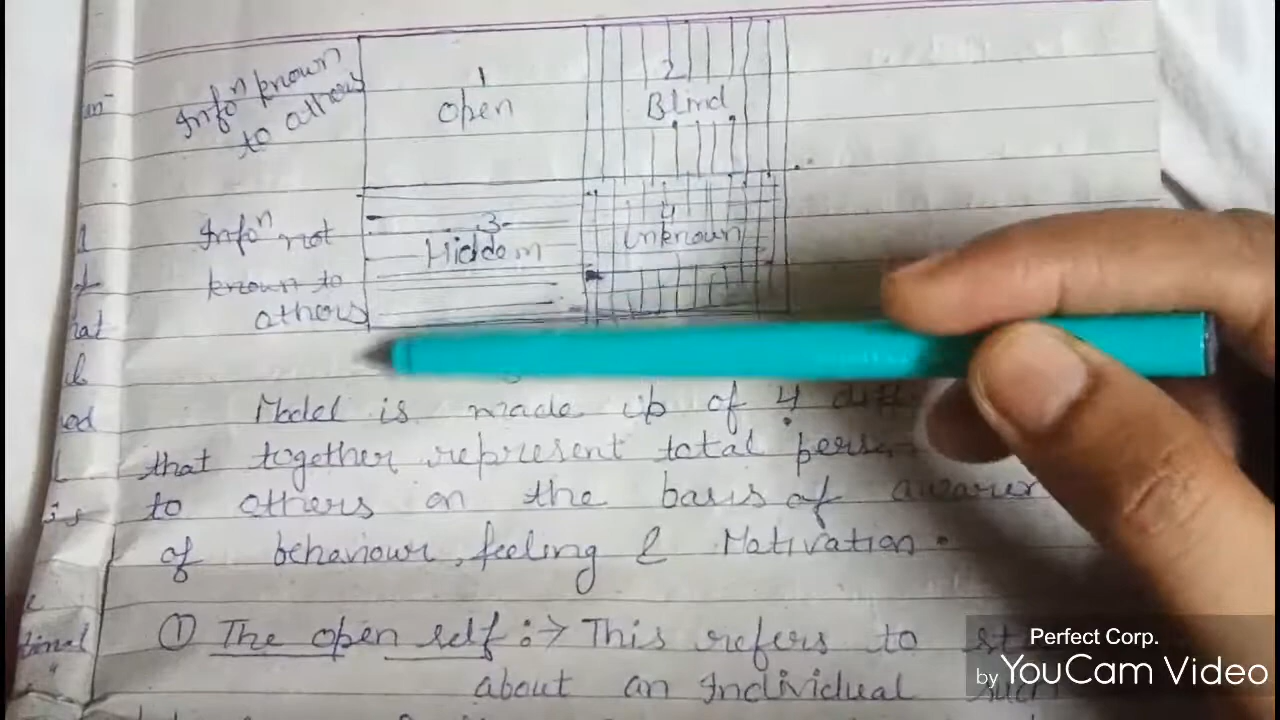 Infoⁿ known
to others
1
Open
2
Blind
Infoⁿ not
known to
others
3
Hidden
4
Unknown
Model is made up of 4
that together represent total
to others on the basis of
of behaviour, feeling & Motivation.
① The open self :→ This refers to
about an Individual such
Perfect Corp.
by YouCam Video